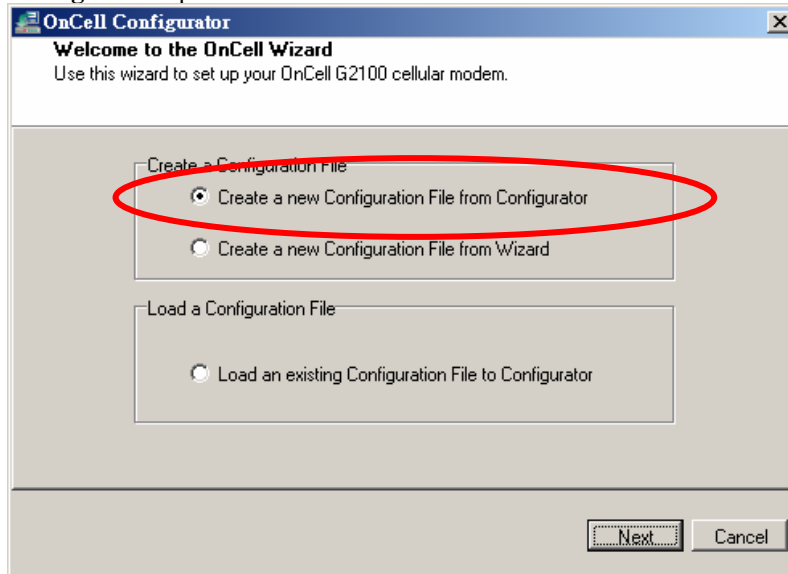 OnCell Configurator
Welcome to the OnCell Wizard
Use this wizard to set up your OnCell G2100 cellular modem.
Create a Configuration File
Create a new Configuration File from Configurator
Create a new Configuration File from Wizard
Load a Configuration File
Load an existing Configuration File to Configurator
Next Cancel